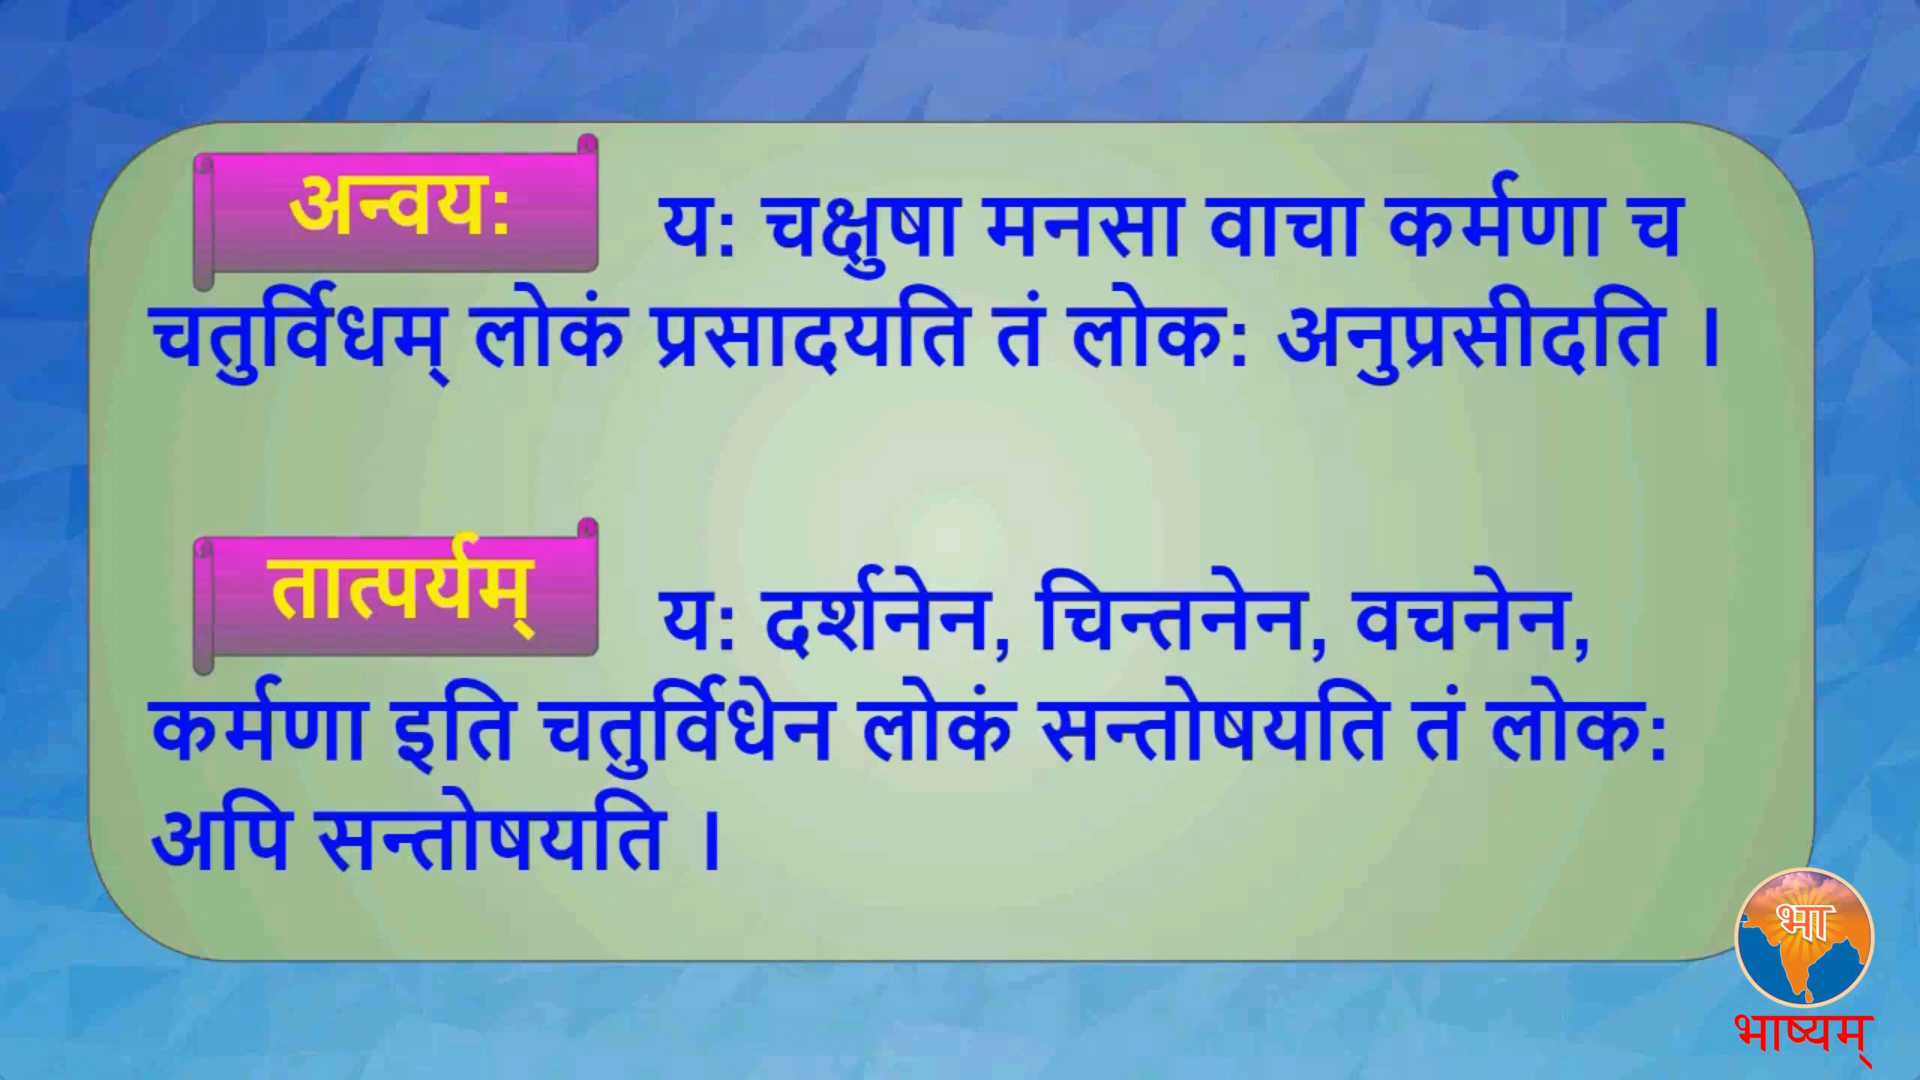 अन्वय: य: चक्षुषा मनसा वाचा कर्मणा च
चतुर्विधम् लोकं प्रसादयति तं लोक: अनुप्रसीदति ।
तात्पर्यम् य: दर्शनेन, चिन्तनेन, वचनेन,
कर्मणा इति चतुर्विधेन लोकं सन्तोषयति तं लोक:
अपि सन्तोषयति ।
भा
भाष्यम्